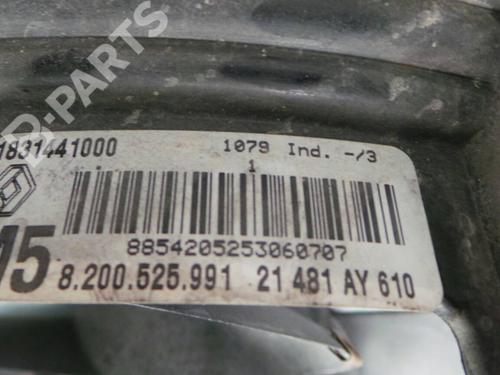 B-PARTS
1831441000
1079 Ind. -/3
1
8854205253060707
M5
8.200.525.991 21 481 AY 610